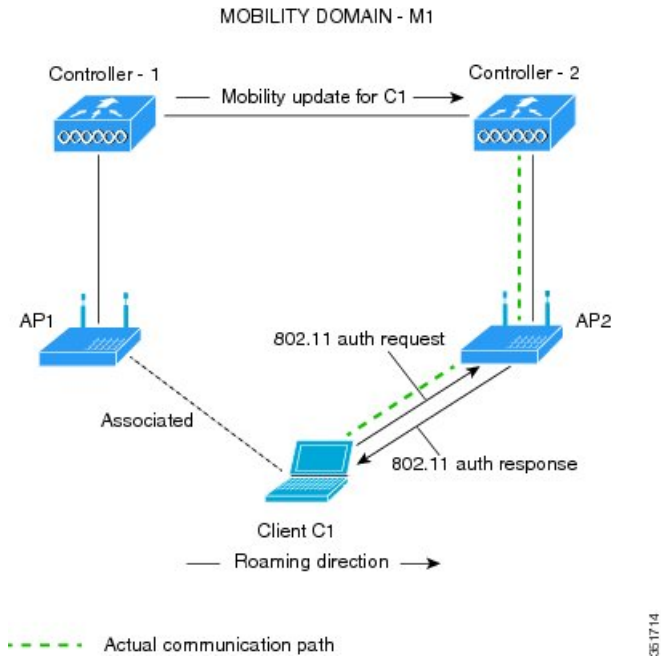 MOBILITY DOMAIN - M1
Controller - 1
Controller - 2
Mobility update for C1
AP1
AP2
802.11 auth request
Associated
802.11 auth response
Client C1
Roaming direction
Actual communication path
351714